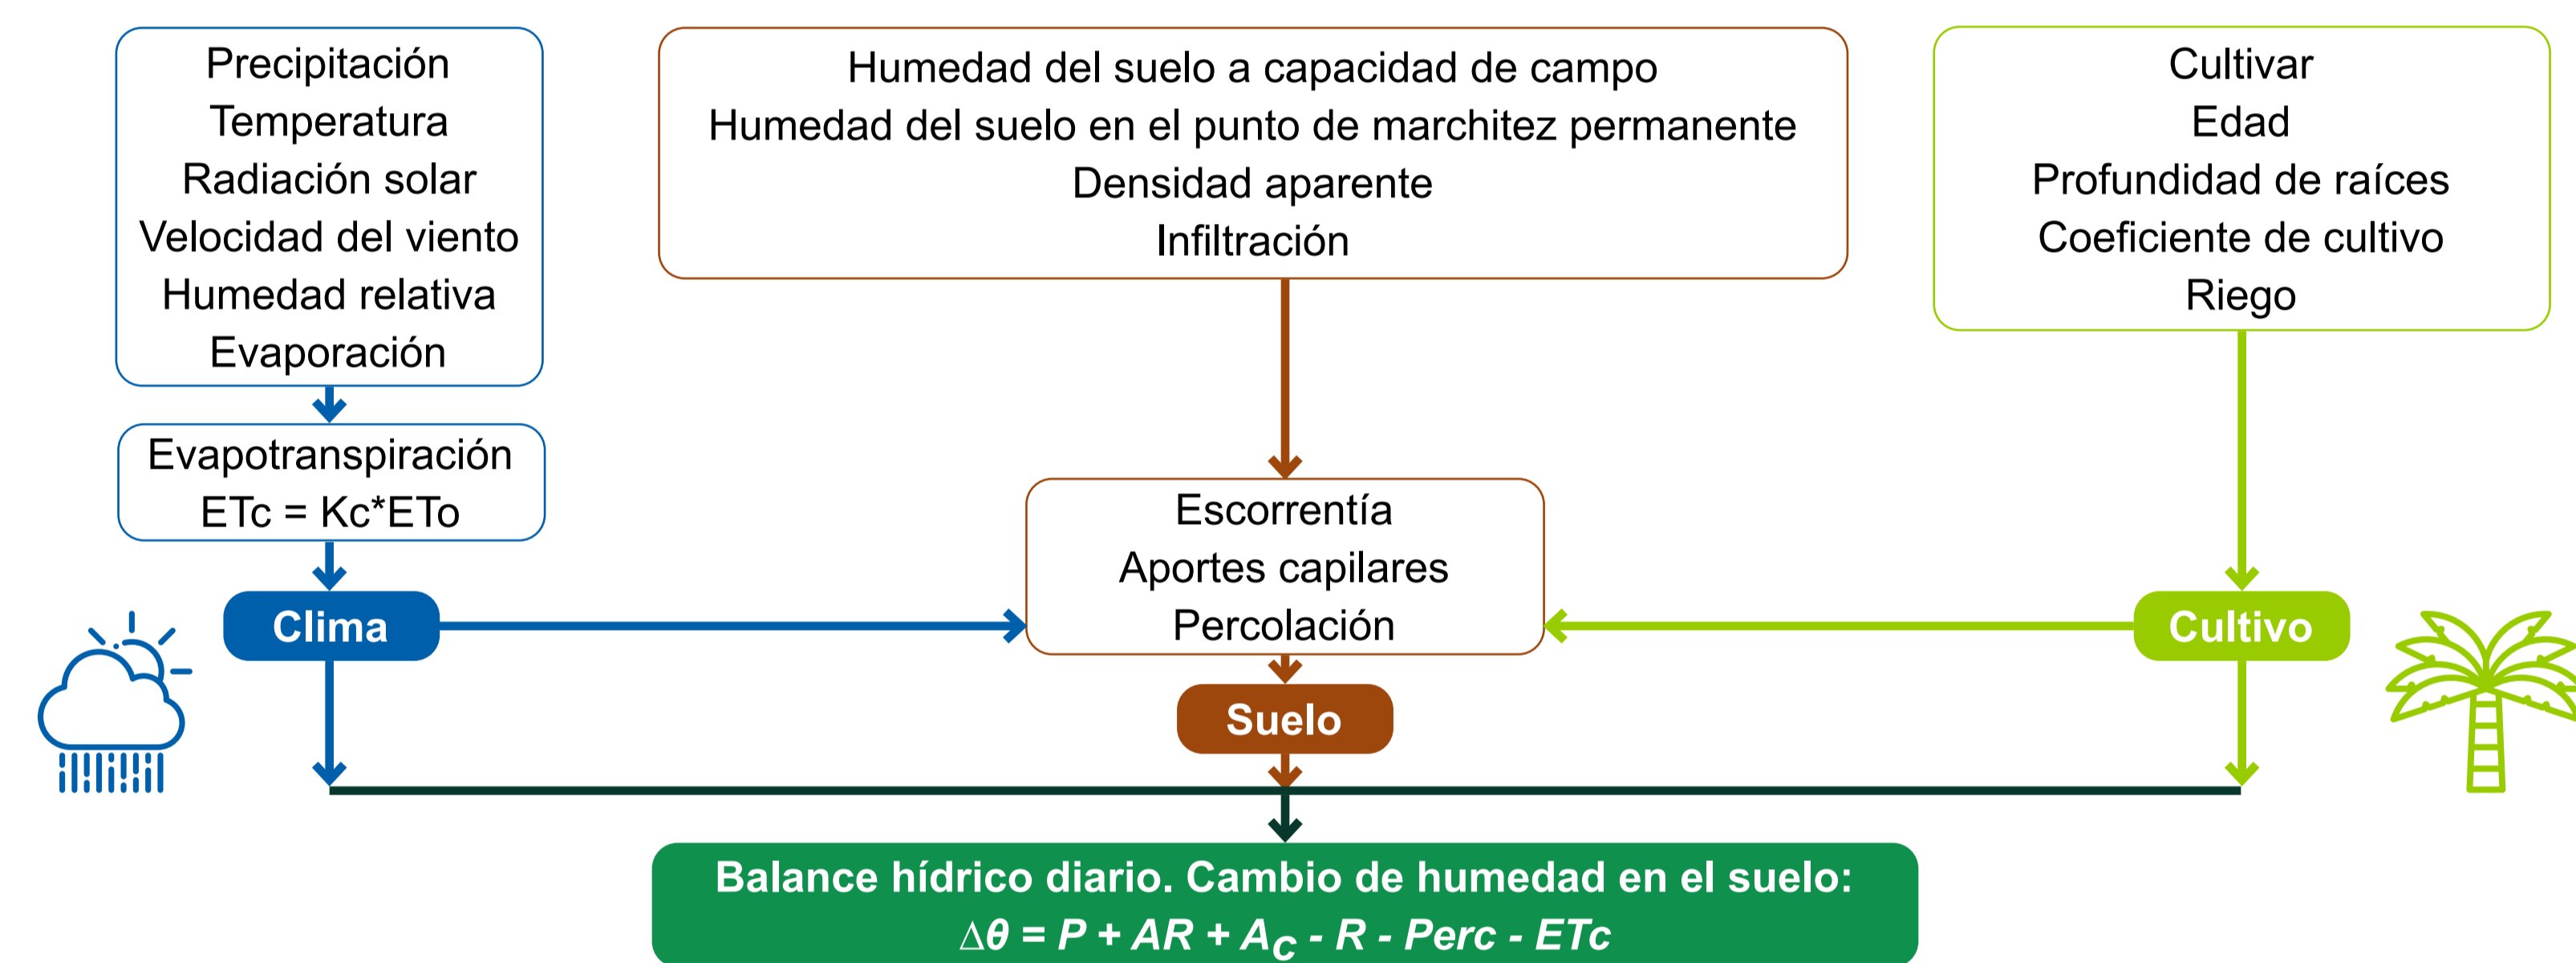 Precipitación
Temperatura
Radiación solar
Velocidad del viento
Humedad relativa
Evaporación
Evapotranspiración
ETc = Kc*ETo
Clima
Humedad del suelo a capacidad de campo
Humedad del suelo en el punto de marchitez permanente
Densidad aparente
Infiltración
Escorrentía
Aportes capilares
Percolación
Suelo
Cultivar
Edad
Profundidad de raíces
Coeficiente de cultivo
Riego
Cultivo
Balance hídrico diario. Cambio de humedad en el suelo:
∆θ = P + AR + Ac - R - Perc - ETc